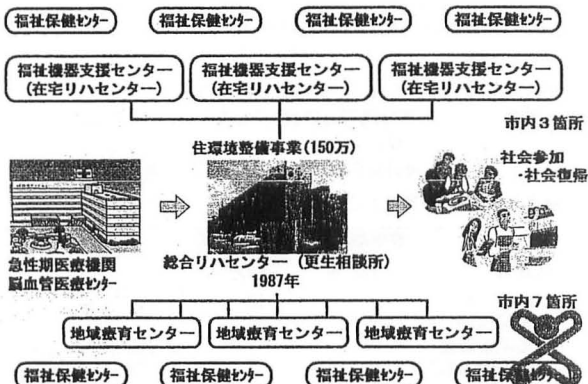 福祉保健センター 福祉保健センター 福祉保健センター 福祉保健センター
福祉機器支援センター 福祉機器支援センター 福祉機器支援センター
(在宅リハセンター) (在宅リハセンター) (在宅リハセンター)
市内3箇所
住環境整備事業(150万)
社会参加
・社会復帰
急性期医療機関
脳血管医療センター
総合リハセンター(更生相談所)
1987年
市内7箇所
地域療育センター 地域療育センター 地域療育センター
福祉保健センター 福祉保健センター 福祉保健センター 福祉保健